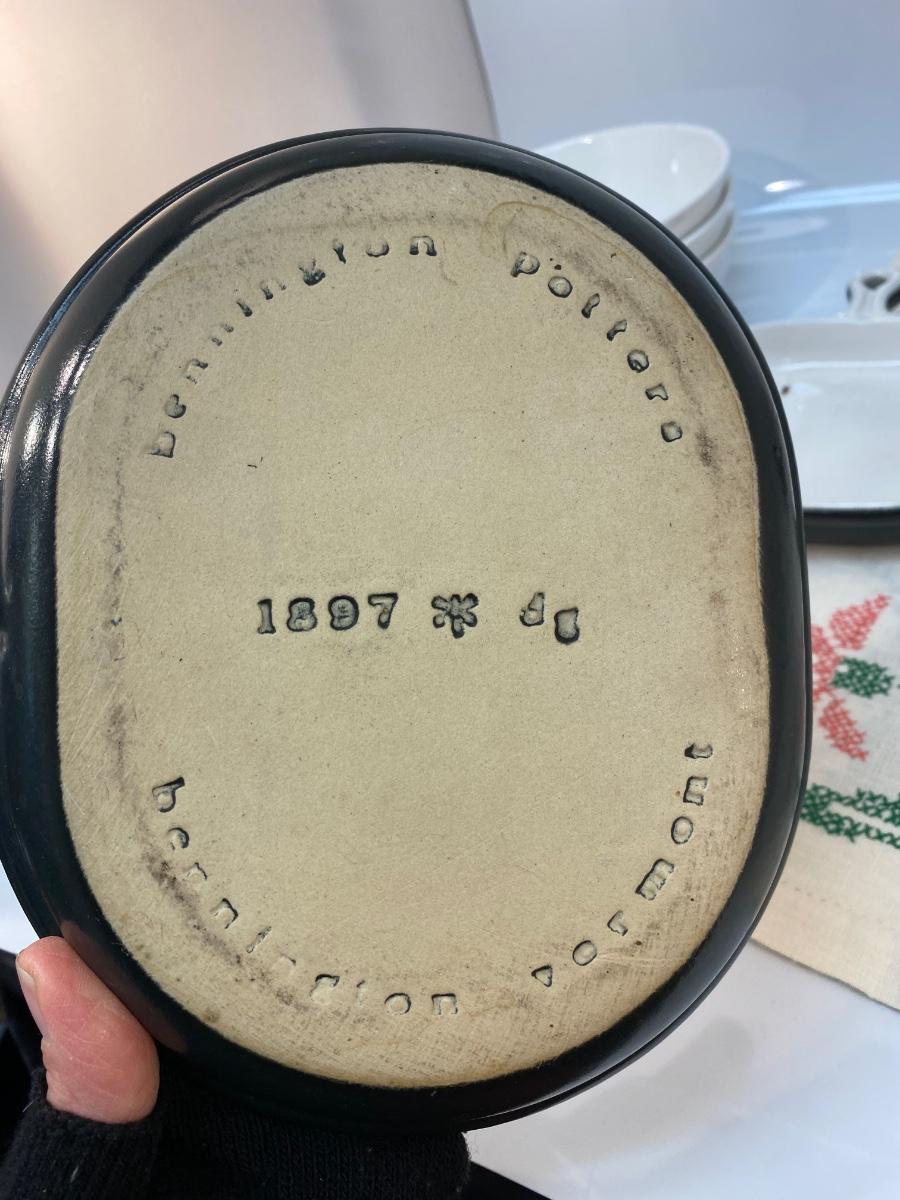 bennington potters
1897 * dg
bennington vermont